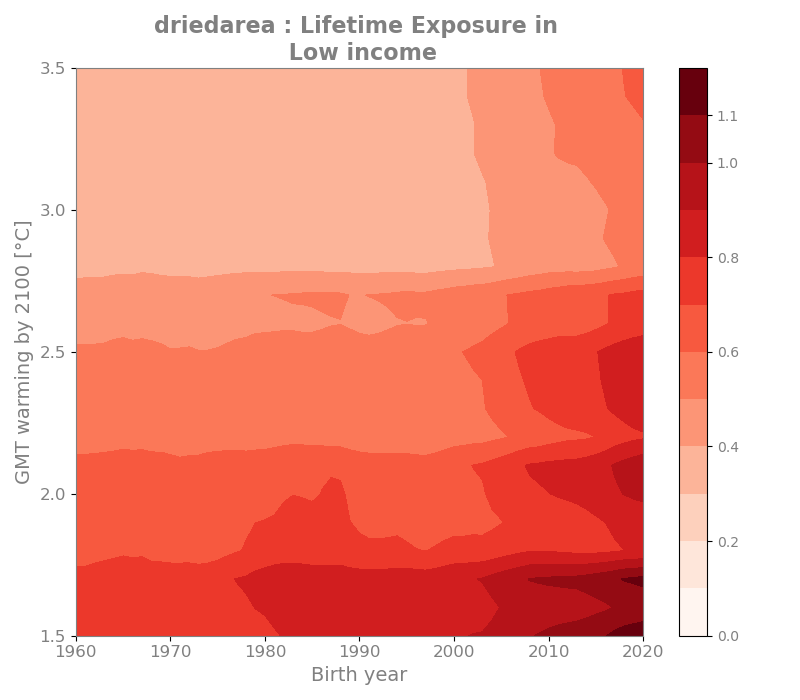 driedarea : Lifetime Exposure in
Low income
3.5
3.0
2.5
2.0
1.5
GMT warming by 2100 [°C]
1960 1970 1980 1990 2000 2010 2020
Birth year
1.1
1.0
0.8
0.6
0.4
0.2
0.0